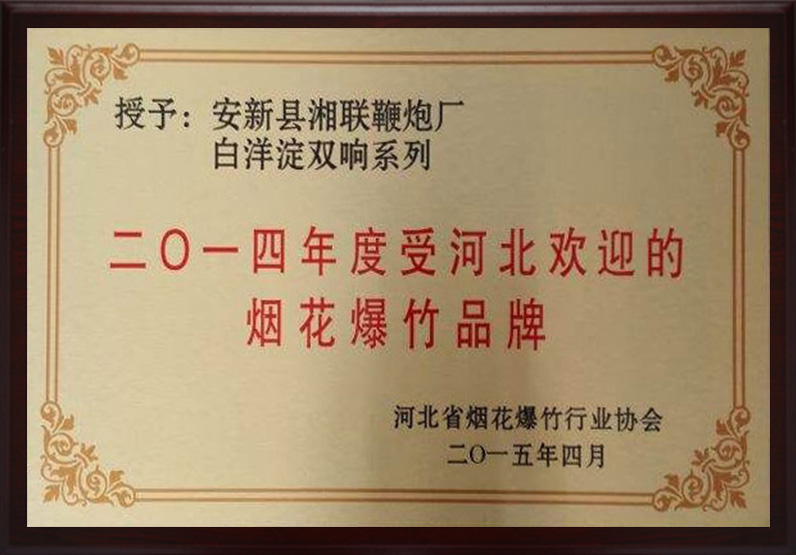 授予：安新县湘联鞭炮厂
白洋淀双响系列
二〇一四年度受河北欢迎的
烟花爆竹品牌
河北省烟花爆竹行业协会
二〇一五年四月